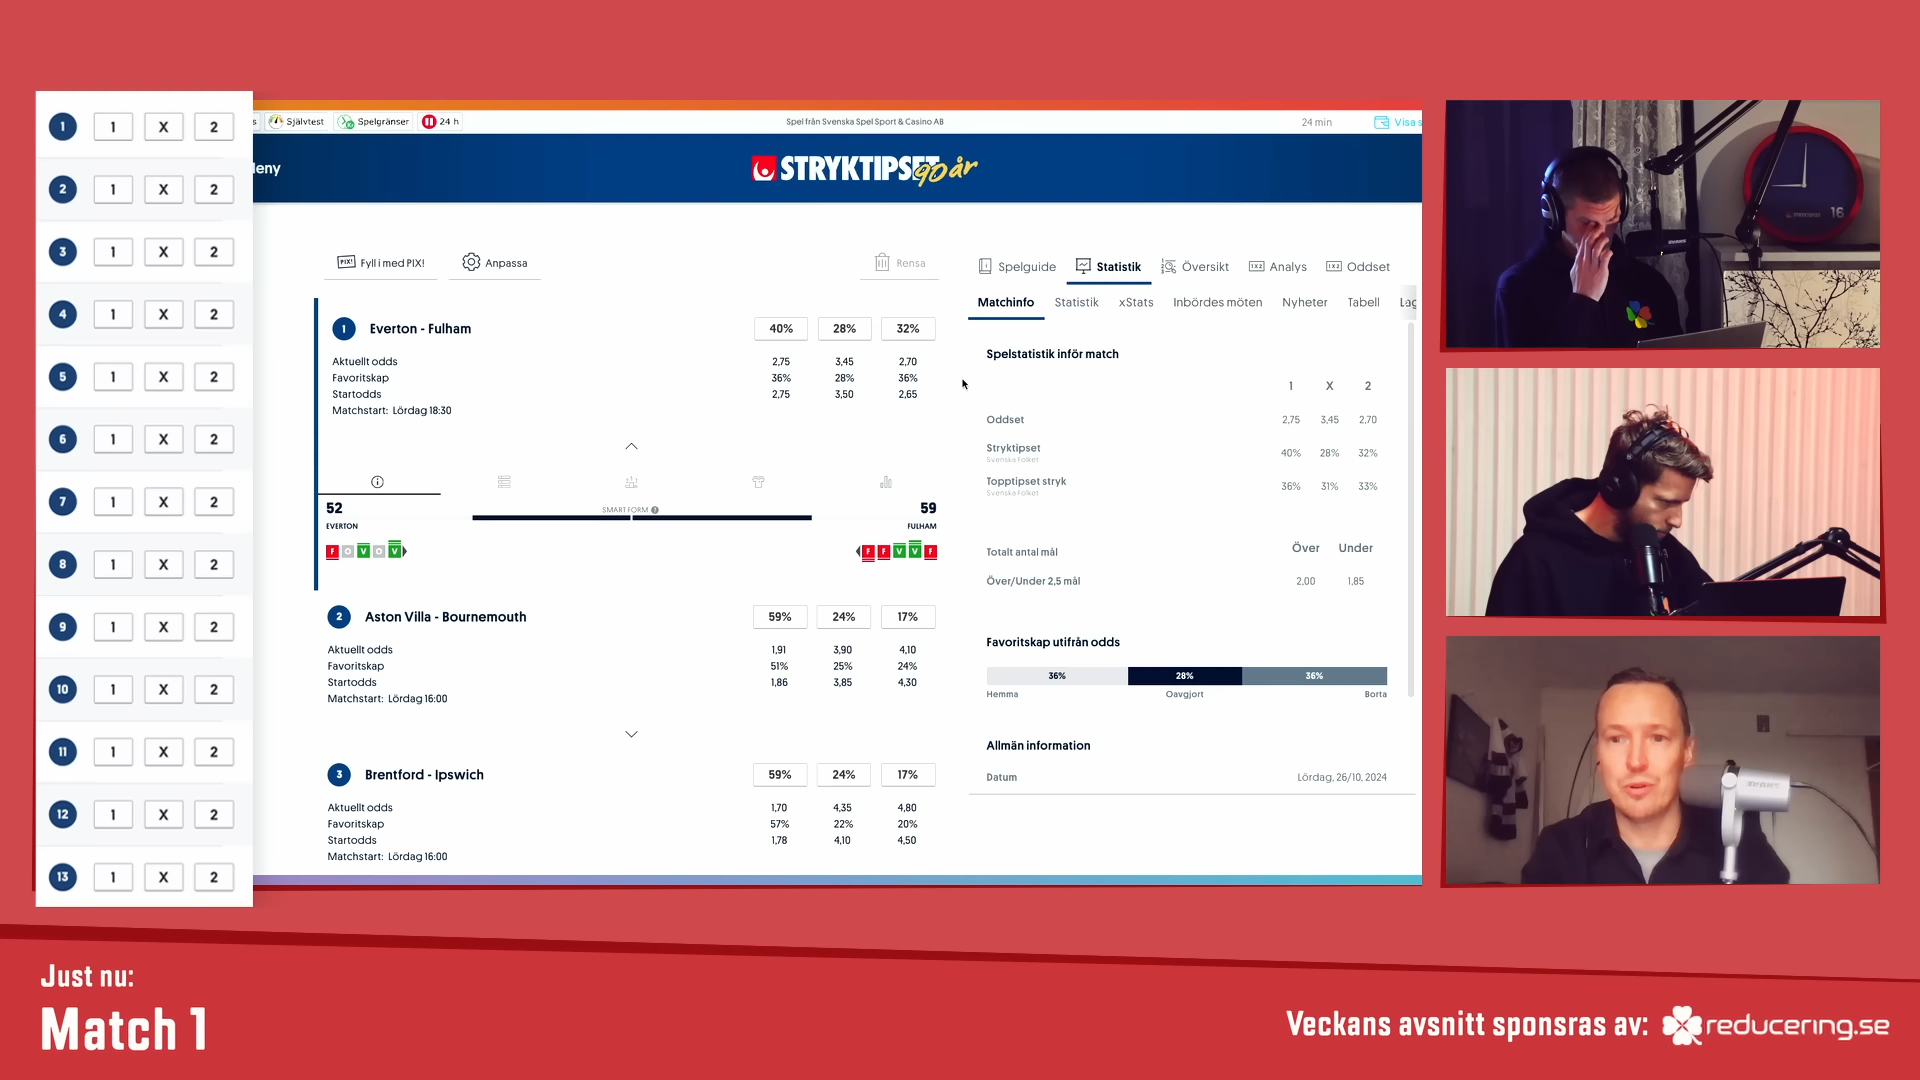 1 1 X 2
2 1 X 2
3 1 X 2
4 1 X 2
5 1 X 2
6 1 X 2
7 1 X 2
8 1 X 2
9 1 X 2
10 1 X 2
11 1 X 2
12 1 X 2
13 1 X 2
s Självtest Spelgränser 24 h Spel från Svenska Spel Sport & Casino AB 24 min Visa s
leny STRYKTIPSET 90 år
PIX! Fyll i med PIX! Anpassa Rensa
1 Everton - Fulham 40% 28% 32%
Aktuellt odds 2,75 3,45 2,70
Favoritskap 36% 28% 36%
Startodds 2,75 3,50 2,65
Matchstart: Lördag 18:30
52 SMART FORM ? 59
EVERTON FULHAM
F O V O V F F V V F
2 Aston Villa - Bournemouth 59% 24% 17%
Aktuellt odds 1,91 3,90 4,10
Favoritskap 51% 25% 24%
Startodds 1,86 3,85 4,30
Matchstart: Lördag 16:00
3 Brentford - Ipswich 59% 24% 17%
Aktuellt odds 1,70 4,35 4,80
Favoritskap 57% 22% 20%
Startodds 1,78 4,10 4,50
Matchstart: Lördag 16:00
Spelguide Statistik Översikt 1X2 Analys 1X2 Oddset
Matchinfo Statistik xStats Inbördes möten Nyheter Tabell Lag
Spelstatistik inför match
1 X 2
Oddset 2,75 3,45 2,70
Stryktipset 40% 28% 32%
Svenska Folket
Topptipset stryk 36% 31% 33%
Svenska Folket
Totalt antal mål Över Under
Över/Under 2,5 mål 2,00 1,85
Favoritskap utifrån odds
36% 28% 36%
Hemma Oavgjort Borta
Allmän information
Datum Lördag, 26/10, 2024
16
Just nu:
Match 1
Veckans avsnitt sponsras av: reducering.se